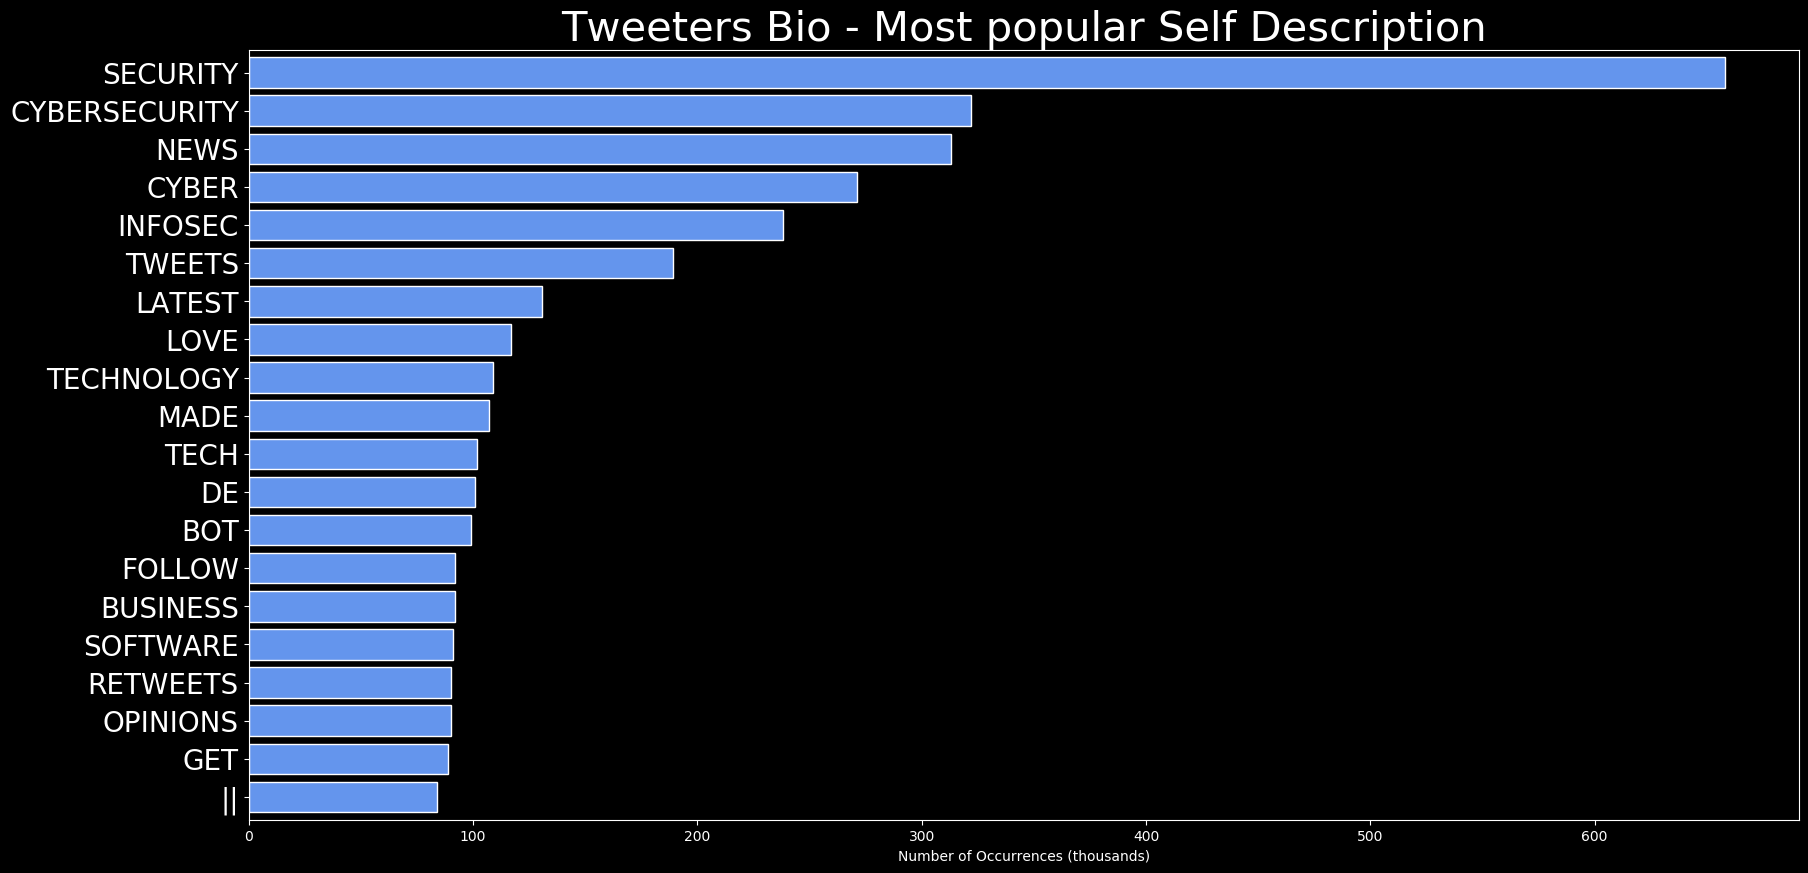 Tweeters Bio - Most popular Self Description
SECURITY
CYBERSECURITY
NEWS
CYBER
INFOSEC
TWEETS
LATEST
LOVE
TECHNOLOGY
MADE
TECH
DE
BOT
FOLLOW
BUSINESS
SOFTWARE
RETWEETS
OPINIONS
GET
||
0 100 200 300 400 500 600
Number of Occurrences (thousands)